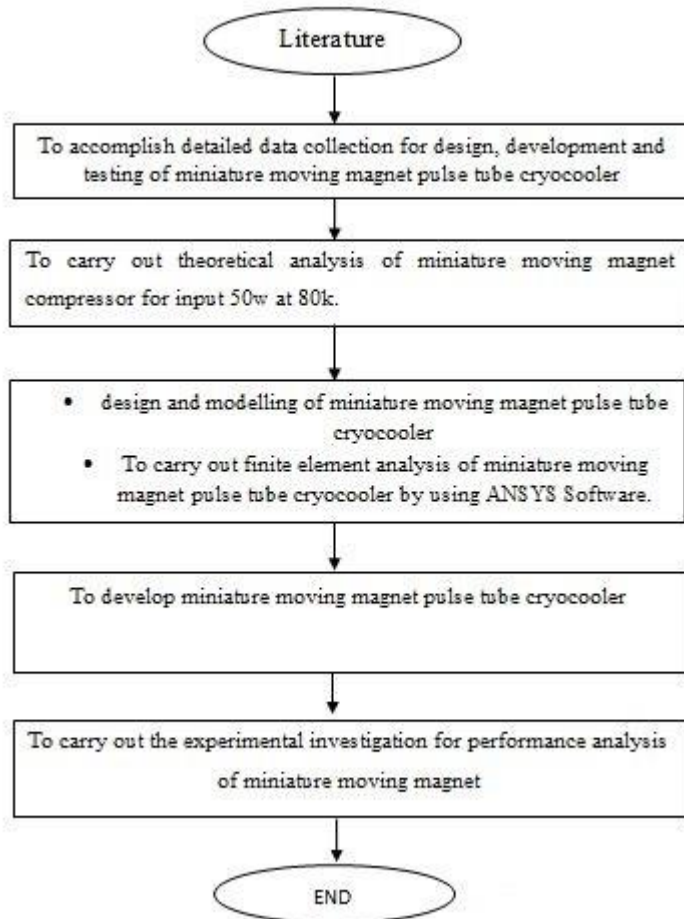 Literature
To accomplish detailed data collection for design, development and
testing of miniature moving magnet pulse tube cryocooler
To carry out theoretical analysis of miniature moving magnet
compressor for input 50w at 80k.
• design and modelling of miniature moving magnet pulse tube
cryocooler
• To carry out finite element analysis of miniature moving
magnet pulse tube cryocooler by using ANSYS Software.
To develop miniature moving magnet pulse tube cryocooler
To carry out the experimental investigation for performance analysis
of miniature moving magnet
END